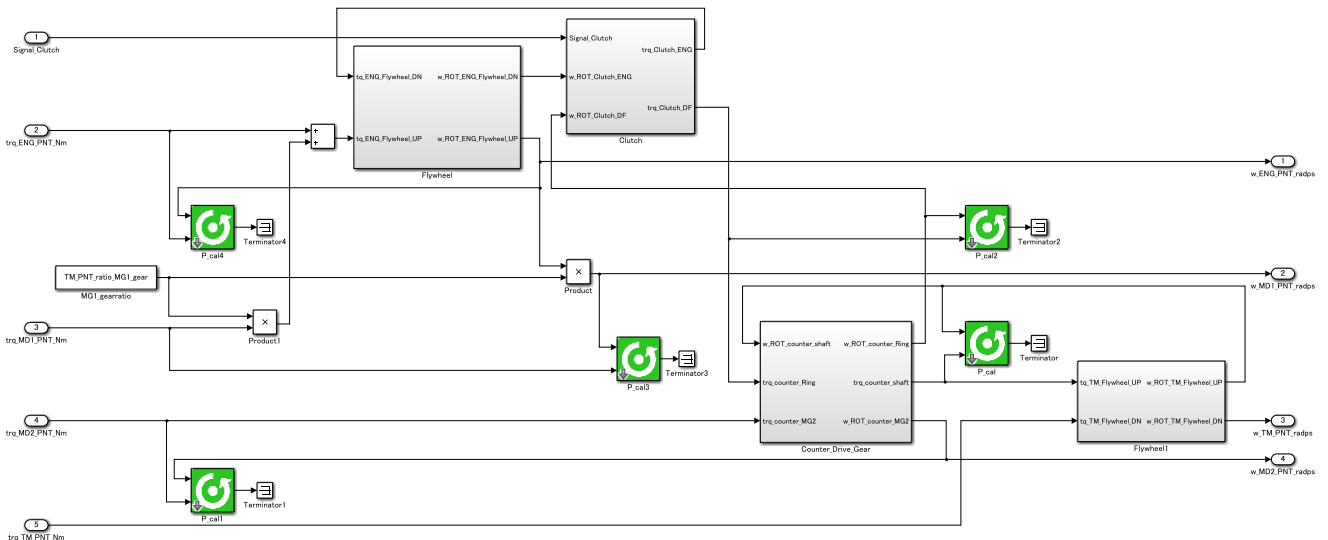 1
Signal_Clutch
2
trq_ENG_PNT_Nm
TM_PNT_ratio_MG1_gear
MG1_gearratio
3
trq_MD1_PNT_Nm
4
trq_MD2_PNT_Nm
5
trq_TM_PNT_Nm
+
+
×
Product1
P_cal4
Terminator4
P_cal1
Terminator1
tq_ENG_Flywheel_DN
w_ROT_ENG_Flywheel_DN
tq_ENG_Flywheel_UP
w_ROT_ENG_Flywheel_UP
Flywheel
Signal_Clutch
trq_Clutch_ENG
w_ROT_Clutch_ENG
trq_Clutch_DF
w_ROT_Clutch_DF
Clutch
×
Product
P_cal3
Terminator3
w_ROT_counter_shaft
w_ROT_counter_Ring
trq_counter_Ring
trq_counter_shaft
trq_counter_MG2
w_ROT_counter_MG2
Counter_Drive_Gear
P_cal2
Terminator2
P_cal
Terminator
tq_TM_Flywheel_UP
w_ROT_TM_Flywheel_UP
tq_TM_Flywheel_DN
w_ROT_TM_Flywheel_DN
Flywheel1
1
w_ENG_PNT_radps
2
w_MD1_PNT_radps
3
w_TM_PNT_radps
4
w_MD2_PNT_radps